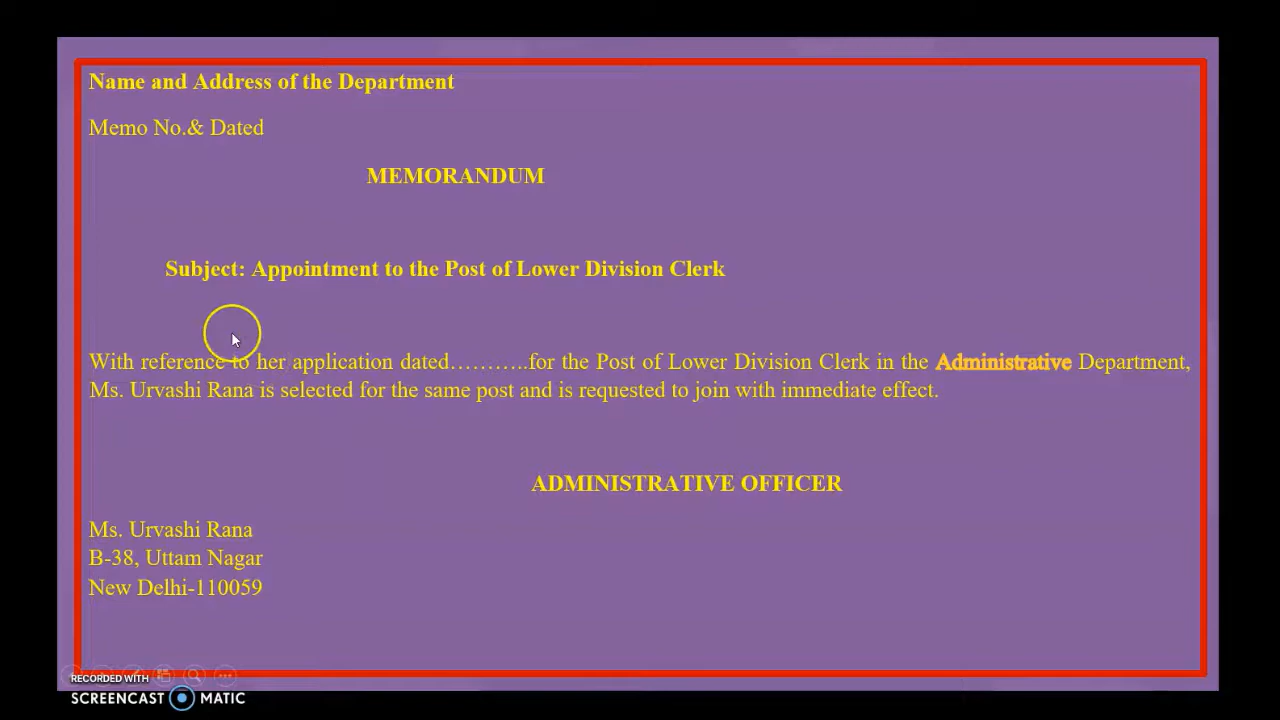 Name and Address of the Department
Memo No.& Dated
MEMORANDUM
Subject: Appointment to the Post of Lower Division Clerk
With reference to her application dated………..for the Post of Lower Division Clerk in the Administrative Department,
Ms. Urvashi Rana is selected for the same post and is requested to join with immediate effect.
ADMINISTRATIVE OFFICER
Ms. Urvashi Rana
B-38, Uttam Nagar
New Delhi-110059
RECORDED WITH
SCREENCAST MATIC